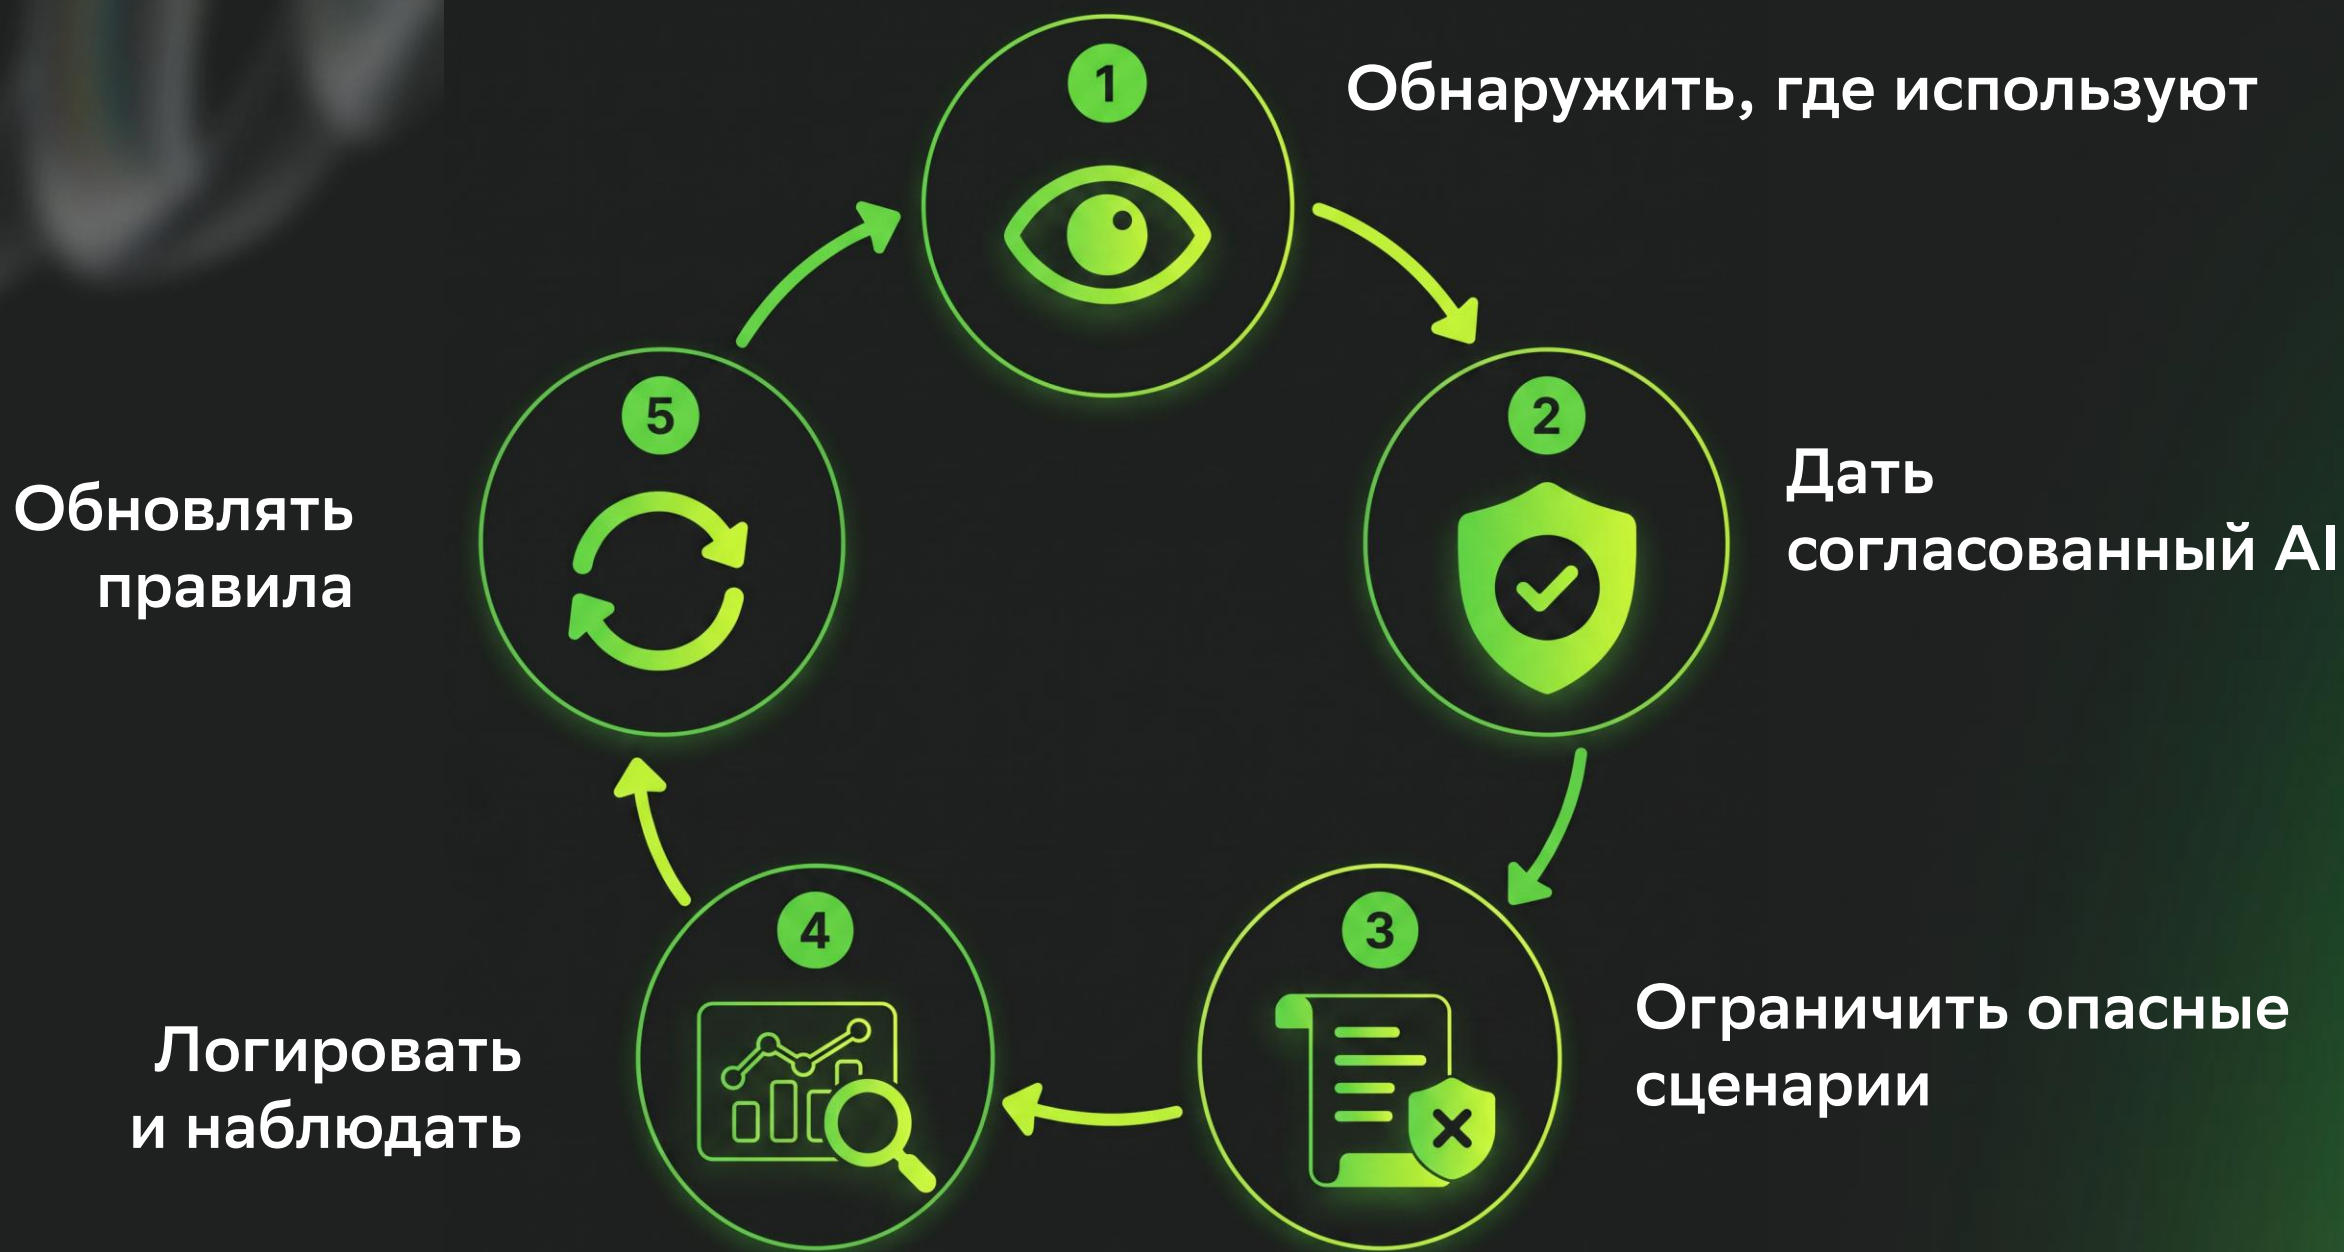 1
Обнаружить, где используют
2
Дать
согласованный AI
3
Ограничить опасные
сценарии
4
Логировать
и наблюдать
5
Обновлять
правила